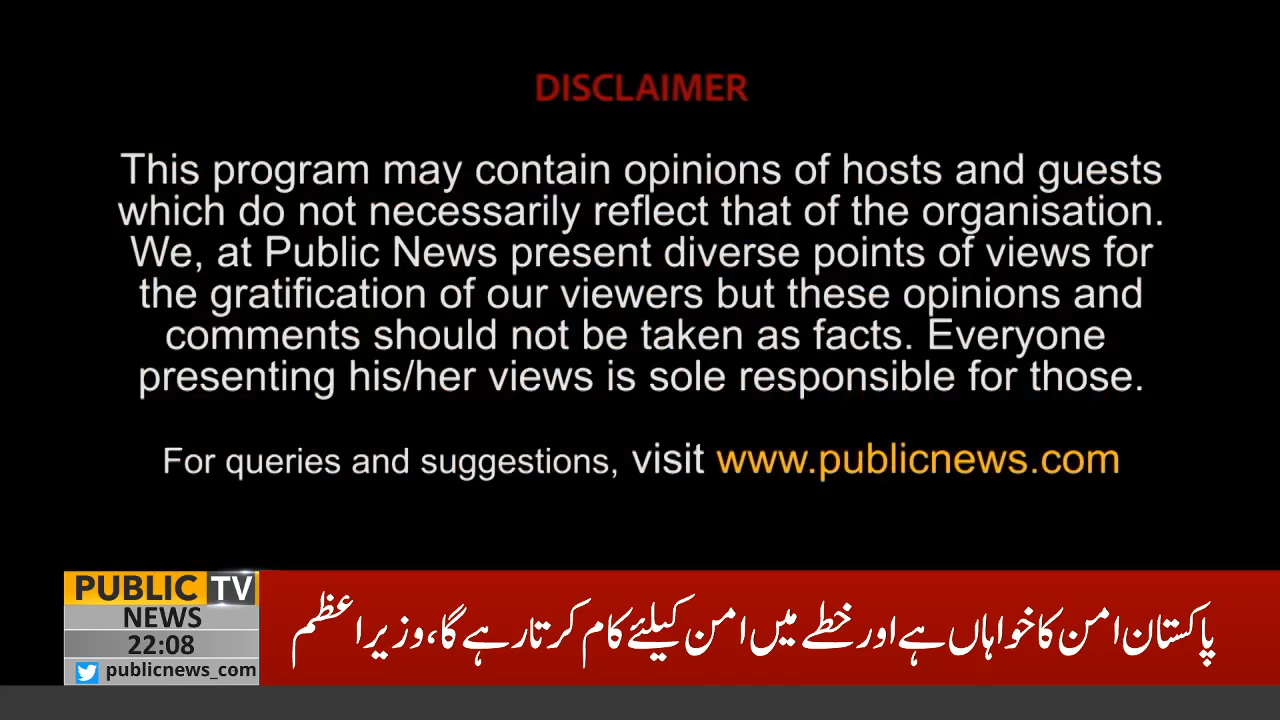 DISCLAIMER
This program may contain opinions of hosts and guests
which do not necessarily reflect that of the organisation.
We, at Public News present diverse points of views for
the gratification of our viewers but these opinions and
comments should not be taken as facts. Everyone
presenting his/her views is sole responsible for those.
For queries and suggestions, visit www.publicnews.com
PUBLIC TV
NEWS
22:08
publicnews_com
پاکستان امن کا خواہاں ہے اور خطے میں امن کیلئے کام کرتا رہے گا، وزیراعظم